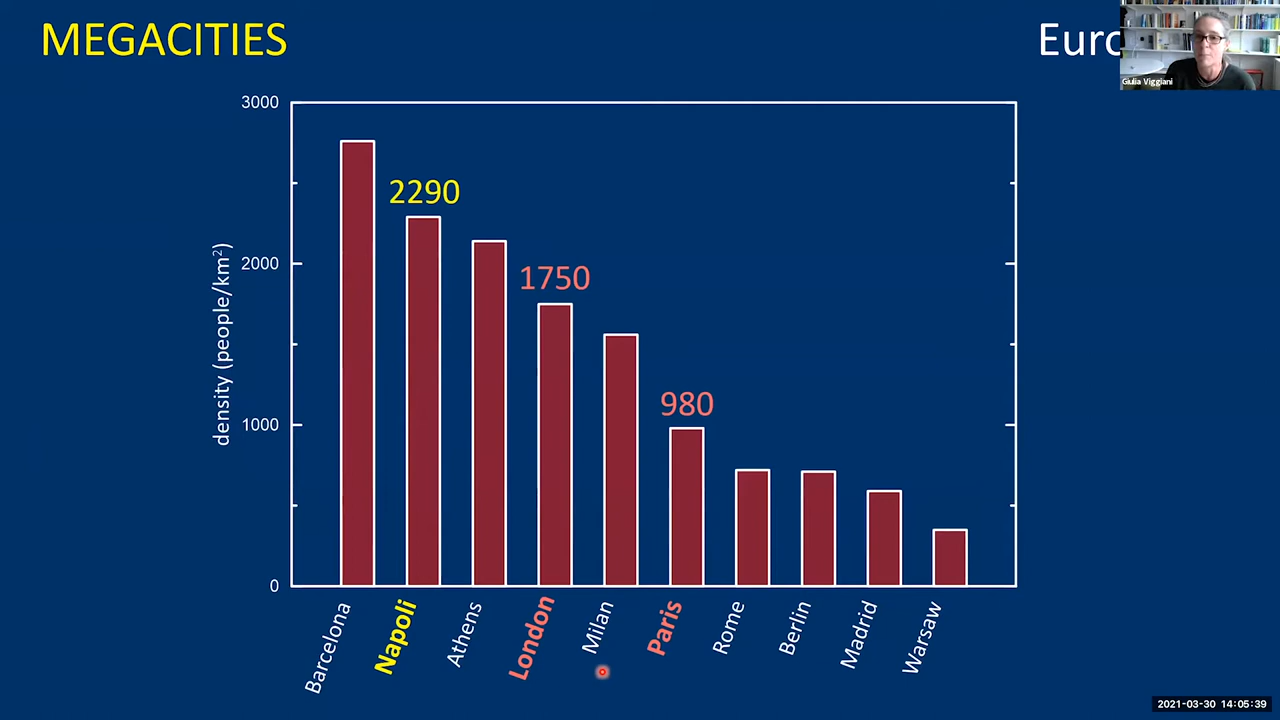 MEGACITIES
Euro
Giulia Viggiani
3000
2290
density (people/km²)
2000
1750
980
1000
0
Barcelona
Napoli
Athens
London
Milan
Paris
Rome
Berlin
Madrid
Warsaw
2021-03-30 14:05:39